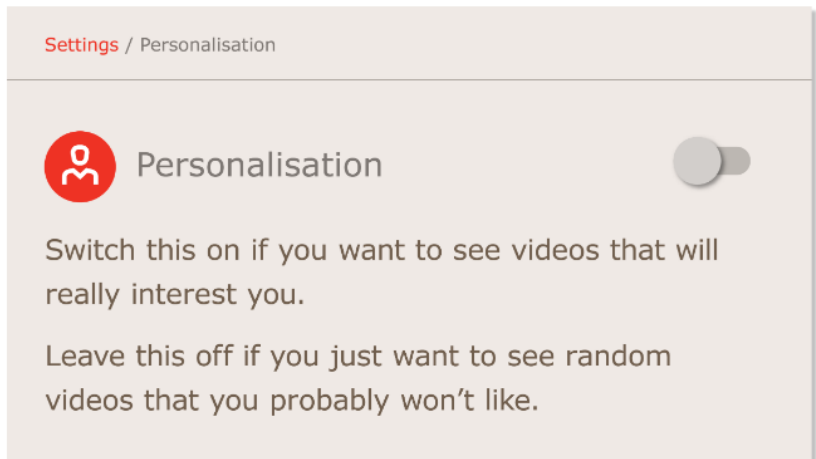 Settings / Personalisation
Personalisation
Switch this on if you want to see videos that will
really interest you.
Leave this off if you just want to see random
videos that you probably won’t like.